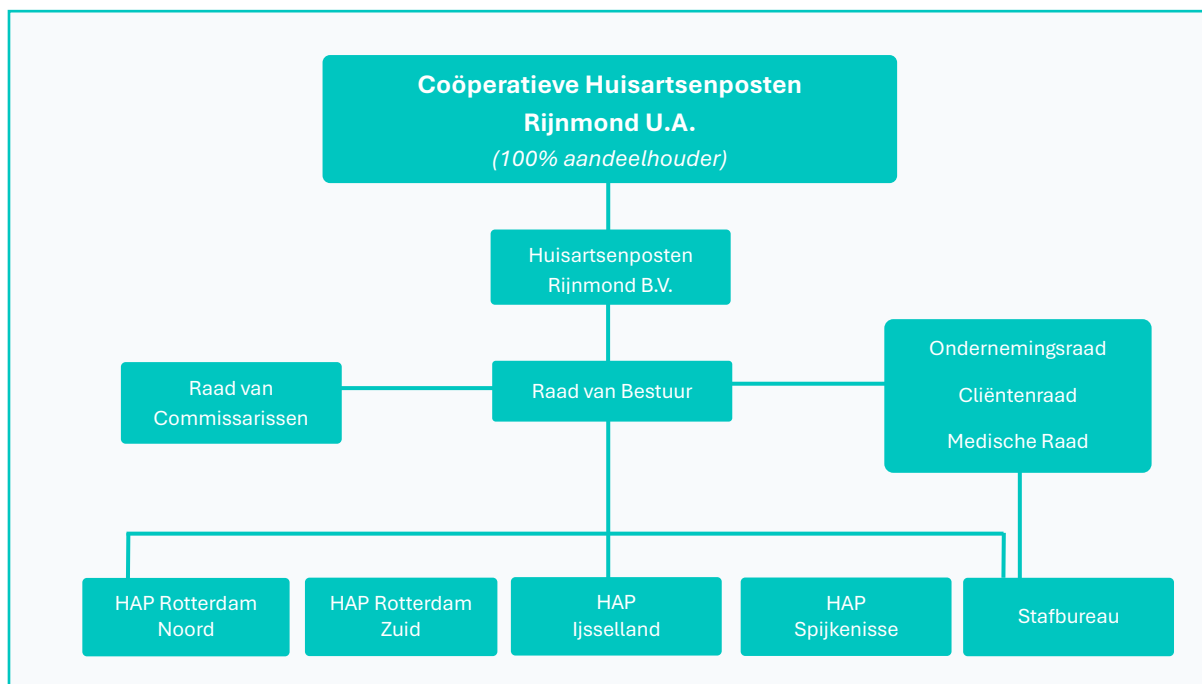 Coöperatieve Huisartsenposten
Rijnmond U.A.
(100% aandeelhouder)
Huisartsenposten
Rijnmond B.V.
Raad van
Commissarissen
Raad van Bestuur
Ondernemingsraad
Cliëntenraad
Medische Raad
HAP Rotterdam
Noord
HAP Rotterdam
Zuid
HAP
Ijsselland
HAP
Spijkenisse
Stafbureau